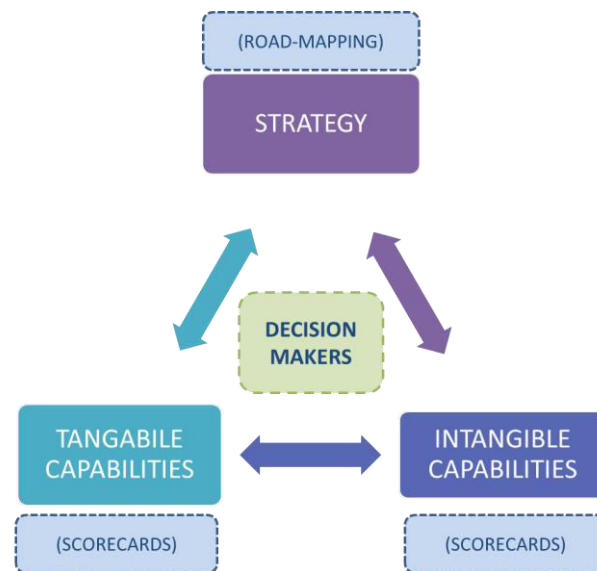 (ROAD-MAPPING)
STRATEGY
DECISION
MAKERS
TANGABILE
CAPABILITIES
INTANGIBLE
CAPABILITIES
(SCORECARDS)
(SCORECARDS)